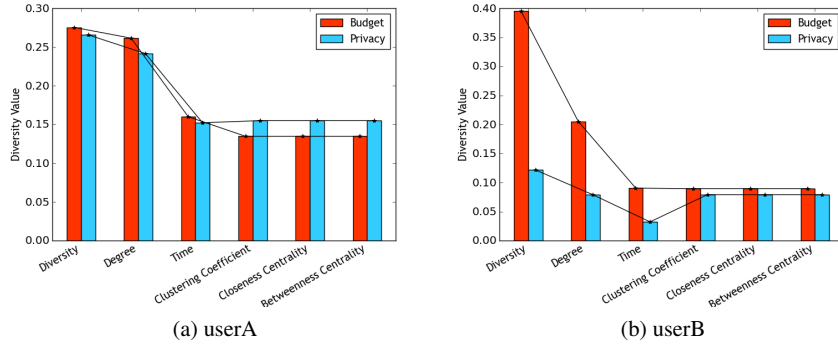 0.30
0.25
0.20
0.15
0.10
0.05
0.00
Diversity Value
Budget
Privacy
Diversity
Degree
Time
Clustering Coefficient
Closeness Centrality
Betweenness Centrality
(a) userA
0.40
0.35
0.30
0.25
0.20
0.15
0.10
0.05
0.00
Diversity Value
Budget
Privacy
Diversity
Degree
Time
Clustering Coefficient
Closeness Centrality
Betweenness Centrality
(b) userB